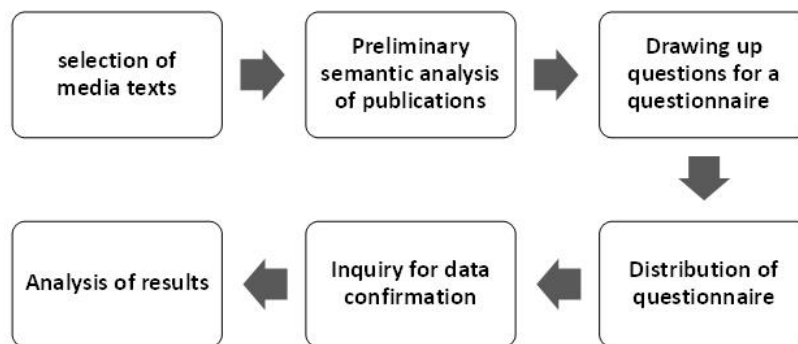 selection of
media texts
Preliminary
semantic analysis
of publications
Drawing up
questions for a
questionnaire
Distribution of
questionnaire
Inquiry for data
confirmation
Analysis of results